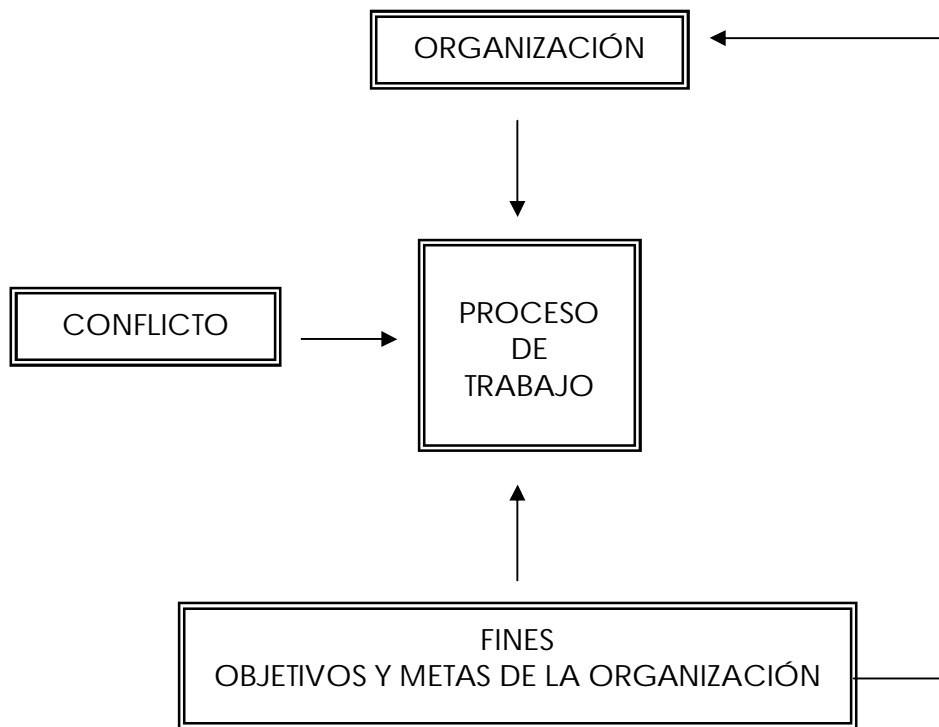 ORGANIZACIÓN
CONFLICTO
PROCESO
DE
TRABAJO
FINES
OBJETIVOS Y METAS DE LA ORGANIZACIÓN